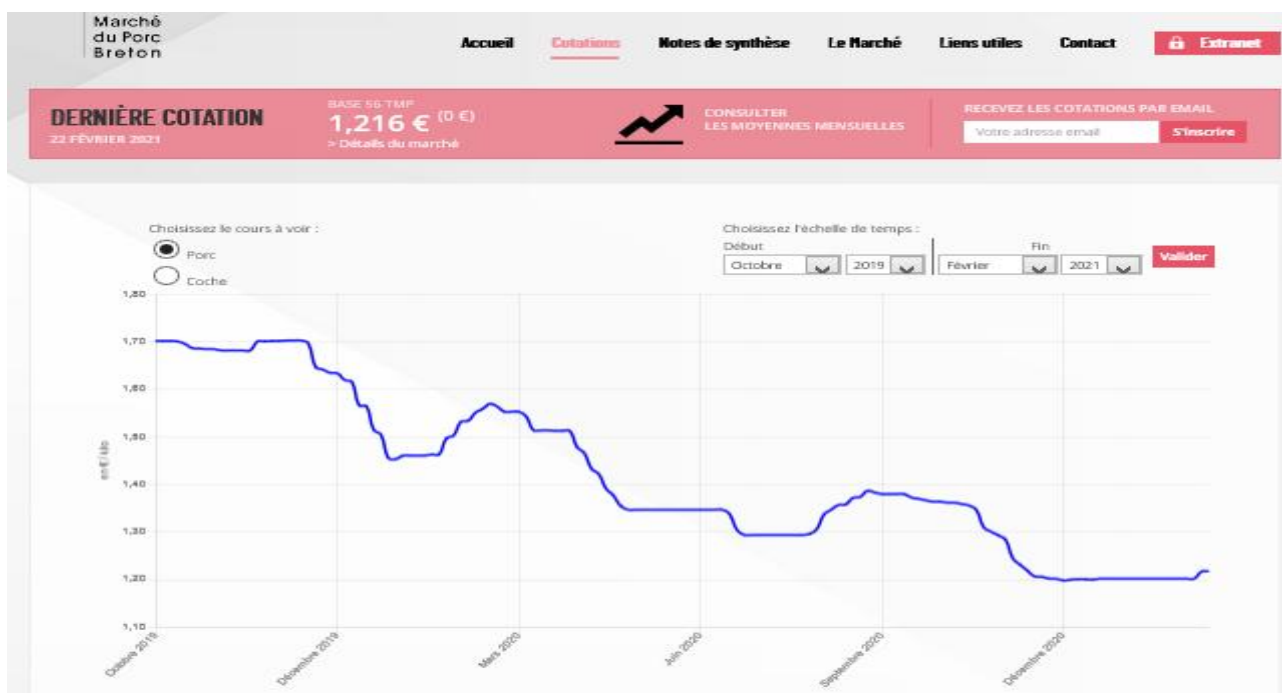 Marché
du Porc
Breton
Accueil Cotations Notes de synthèse Le Marché Liens utiles Contact Extranet
DERNIÈRE COTATION
22 FÉVRIER 2021
BASE 56 TMP
1,216 € (0 €)
> Détails du marché
CONSULTER
LES MOYENNES MENSUELLES
RECEVEZ LES COTATIONS PAR EMAIL
Votre adresse email S'inscrire
Choisissez le cours à voir :
Porc
Coche
Choisissez l'échelle de temps :
Début Fin
Octobre 2019 Février 2021 Valider
1,80
1,70
1,60
1,50
1,40
1,30
1,20
1,10
en € / kilo
Octobre 2019 Décembre 2019 Mars 2020 Juin 2020 Septembre 2020 Décembre 2020